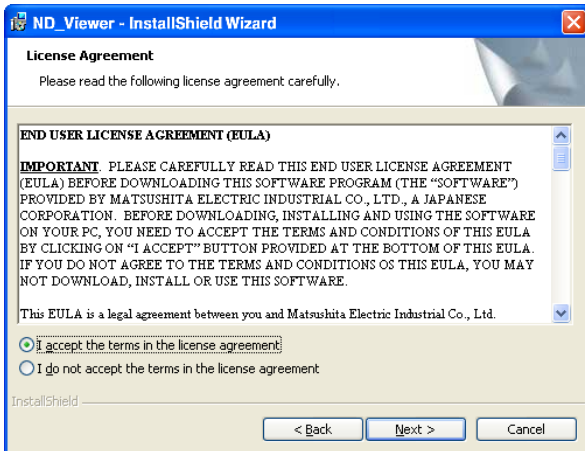 ND_Viewer - InstallShield Wizard
License Agreement
Please read the following license agreement carefully.
END USER LICENSE AGREEMENT (EULA)
IMPORTANT. PLEASE CAREFULLY READ THIS END USER LICENSE AGREEMENT
(EULA) BEFORE DOWNLOADING THIS SOFTWARE PROGRAM (THE “SOFTWARE”)
PROVIDED BY MATSUSHITA ELECTRIC INDUSTRIAL CO., LTD., A JAPANESE
CORPORATION. BEFORE DOWNLOADING, INSTALLING AND USING THE SOFTWARE
ON YOUR PC, YOU NEED TO ACCEPT THE TERMS AND CONDITIONS OF THIS EULA
BY CLICKING ON “I ACCEPT” BUTTON PROVIDED AT THE BOTTOM OF THIS EULA.
IF YOU DO NOT AGREE TO THE TERMS AND CONDITIONS OS THIS EULA, YOU MAY
NOT DOWNLOAD, INSTALL OR USE THIS SOFTWARE.
This EULA is a legal agreement between you and Matsushita Electric Industrial Co., Ltd.
I accept the terms in the license agreement
I do not accept the terms in the license agreement
InstallShield
< Back
Next >
Cancel